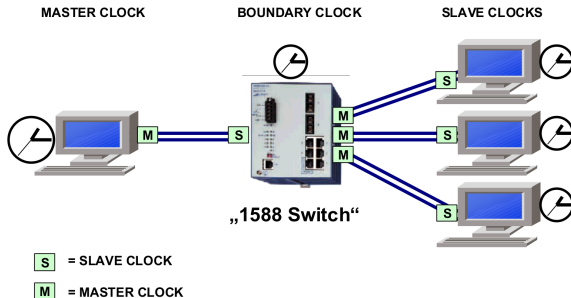 MASTER CLOCK
BOUNDARY CLOCK
SLAVE CLOCKS
M
S
M
M
M
S
S
S
„1588 Switch“
S = SLAVE CLOCK
M = MASTER CLOCK